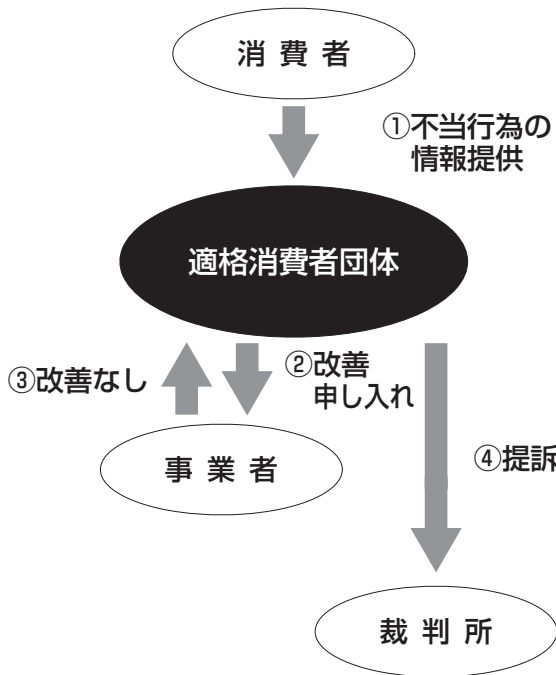 消費者
①不当行為の
情報提供
適格消費者団体
③改善なし
②改善
申し入れ
事業者
④提訴
裁判所